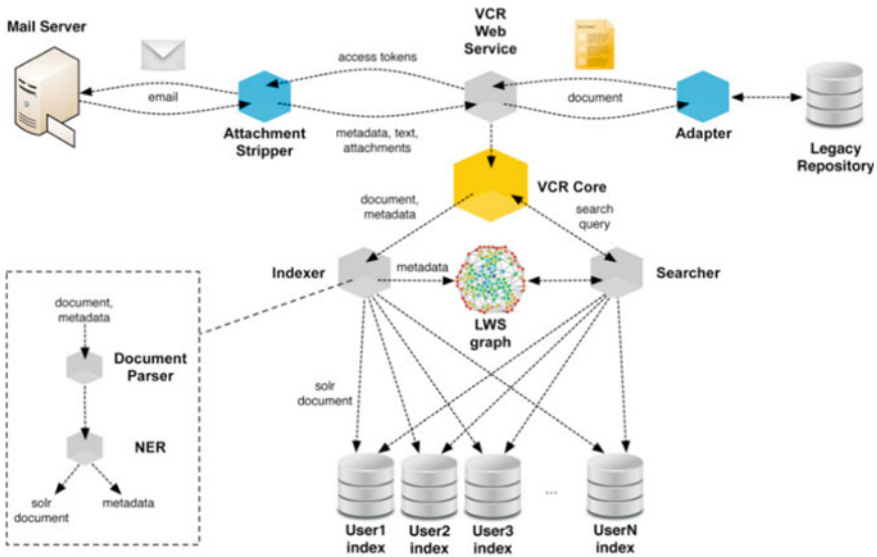 Mail Server
VCR
Web
Service
access tokens
email
document
Attachment
Stripper
metadata, text,
attachments
Adapter
Legacy
Repository
VCR Core
document,
metadata
search
query
Indexer
metadata
Searcher
LWS
graph
document,
metadata
Document
Parser
NER
solr
document
metadata
solr
document
...
User1
index
User2
index
User3
index
UserN
index